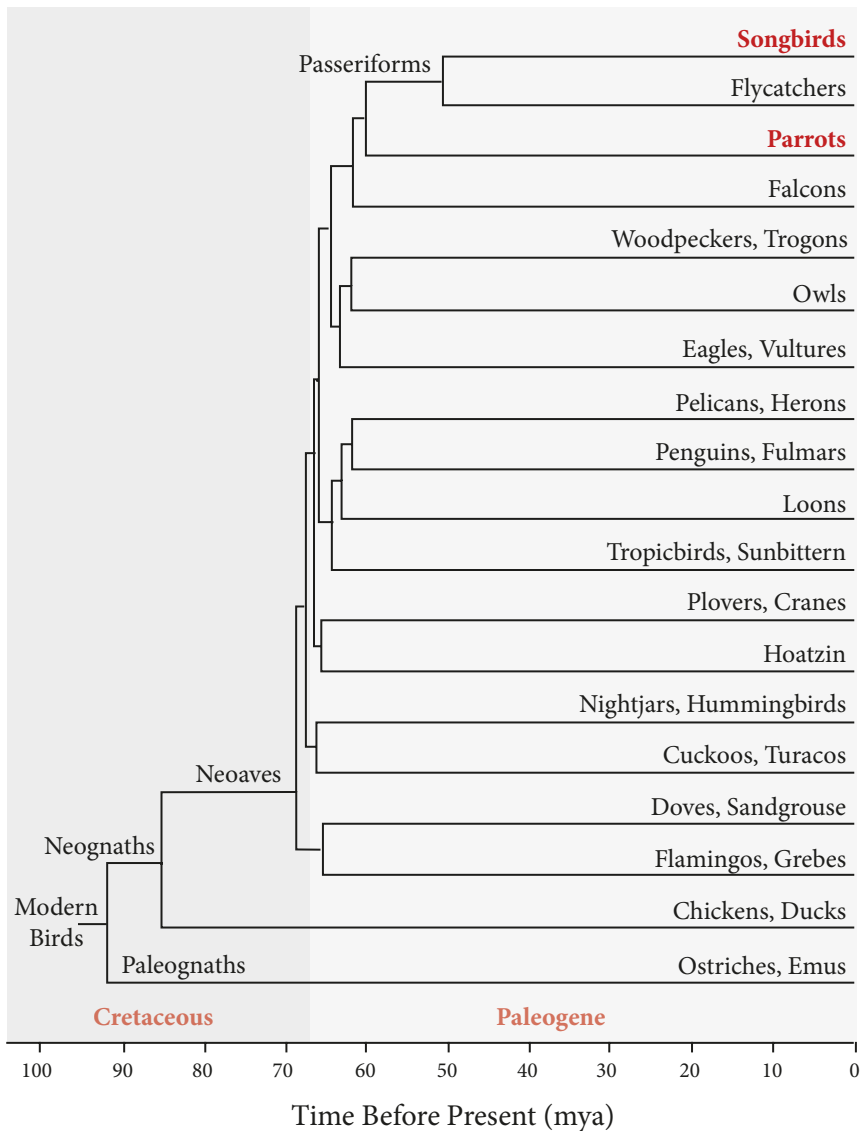 Songbirds
Passeriforms
Flycatchers
Parrots
Falcons
Woodpeckers, Trogons
Owls
Eagles, Vultures
Pelicans, Herons
Penguins, Fulmars
Loons
Tropicbirds, Sunbittern
Plovers, Cranes
Hoatzin
Nightjars, Hummingbirds
Cuckoos, Turacos
Neoaves
Doves, Sandgrouse
Neognaths
Flamingos, Grebes
Modern
Birds
Chickens, Ducks
Paleognaths
Ostriches, Emus
Cretaceous
Paleogene
100 90 80 70 60 50 40 30 20 10 0
Time Before Present (mya)